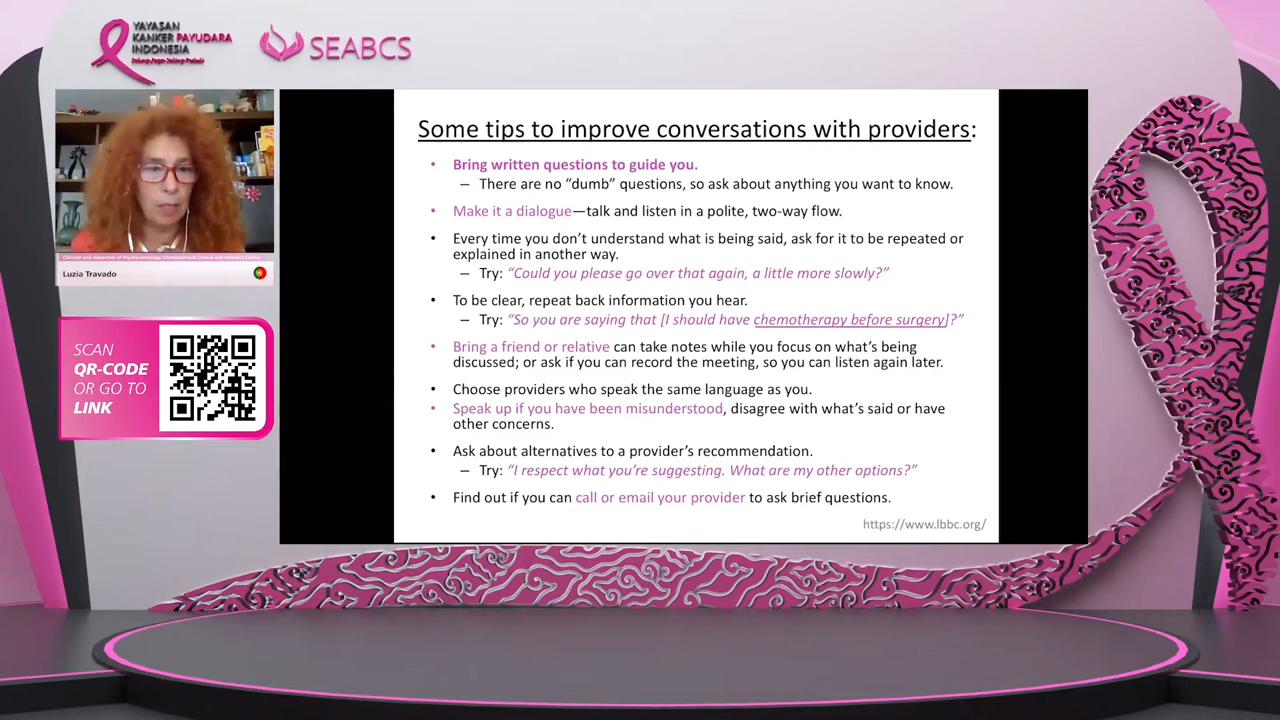 YAYASAN
KANKER PAYUDARA
INDONESIA
Saling Jaga Saling Peduli
SEABCS
Luzia Travado
SCAN
QR-CODE
OR GO TO
LINK
Some tips to improve conversations with providers:
• Bring written questions to guide you.
– There are no “dumb” questions, so ask about anything you want to know.
• Make it a dialogue—talk and listen in a polite, two-way flow.
• Every time you don’t understand what is being said, ask for it to be repeated or
explained in another way.
– Try: “Could you please go over that again, a little more slowly?”
• To be clear, repeat back information you hear.
– Try: “So you are saying that [I should have chemotherapy before surgery]?”
• Bring a friend or relative can take notes while you focus on what’s being
discussed; or ask if you can record the meeting, so you can listen again later.
• Choose providers who speak the same language as you.
• Speak up if you have been misunderstood, disagree with what’s said or have
other concerns.
• Ask about alternatives to a provider’s recommendation.
– Try: “I respect what you’re suggesting. What are my other options?”
• Find out if you can call or email your provider to ask brief questions.
https://www.lbbc.org/